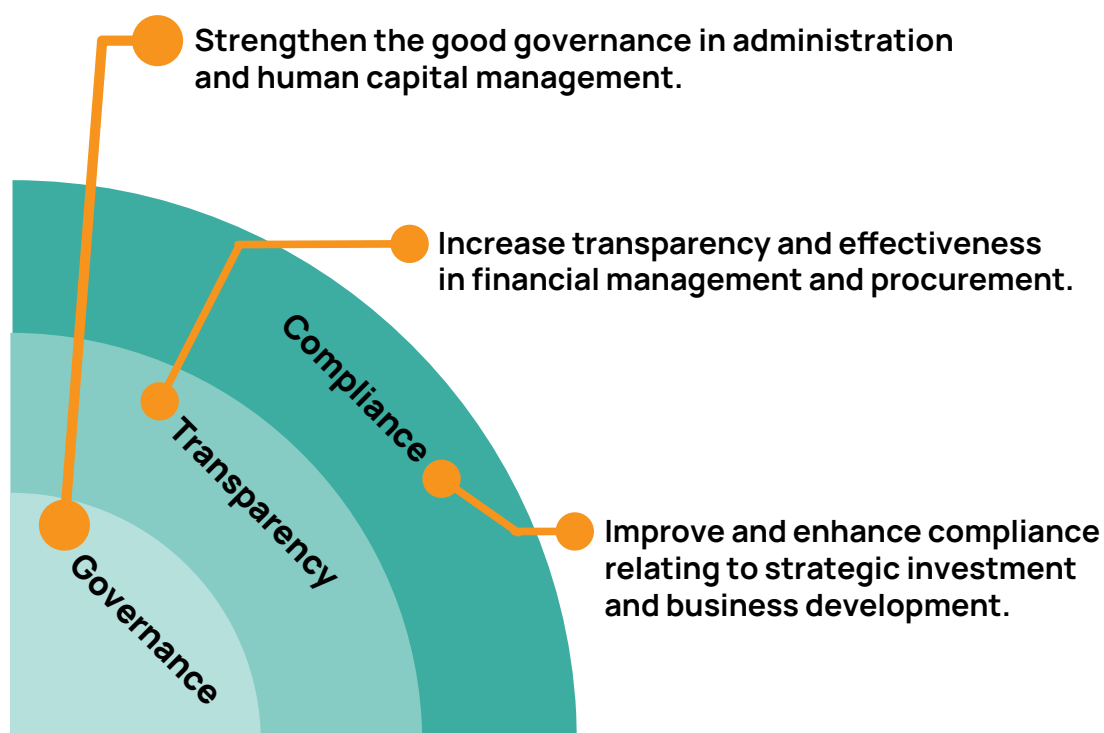 Strengthen the good governance in administration
and human capital management.
Increase transparency and effectiveness
in financial management and procurement.
Compliance
Transparency
Improve and enhance compliance
relating to strategic investment
and business development.
Governance